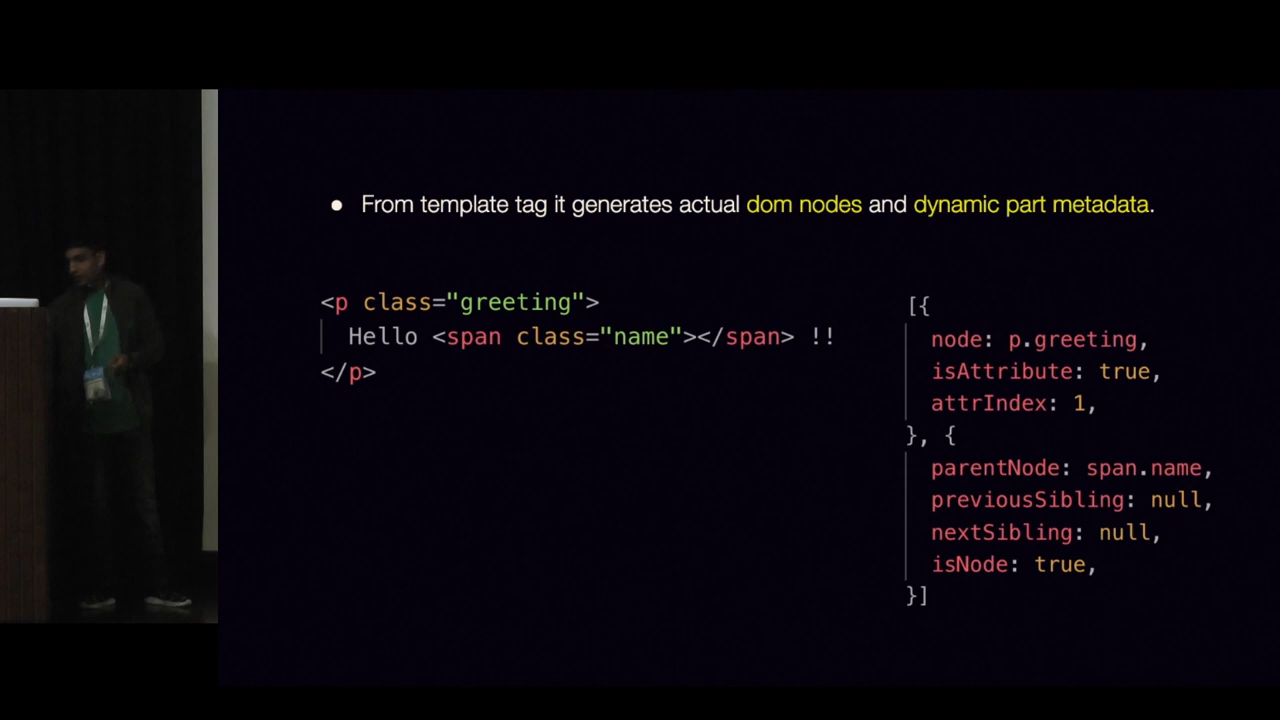 ● From template tag it generates actual dom nodes and dynamic part metadata.
<p class="greeting">
Hello <span class="name"></span> !!
</p>
[{
node: p.greeting,
isAttribute: true,
attrIndex: 1,
}, {
parentNode: span.name,
previousSibling: null,
nextSibling: null,
isNode: true,
}]